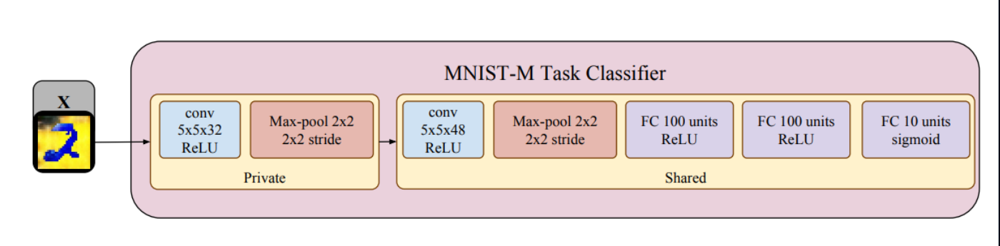 MNIST-M Task Classifier
X
conv
5x5x32
ReLU
Max-pool 2x2
2x2 stride
Private
conv
5x5x48
ReLU
Max-pool 2x2
2x2 stride
FC 100 units
ReLU
FC 100 units
ReLU
FC 10 units
sigmoid
Shared
2